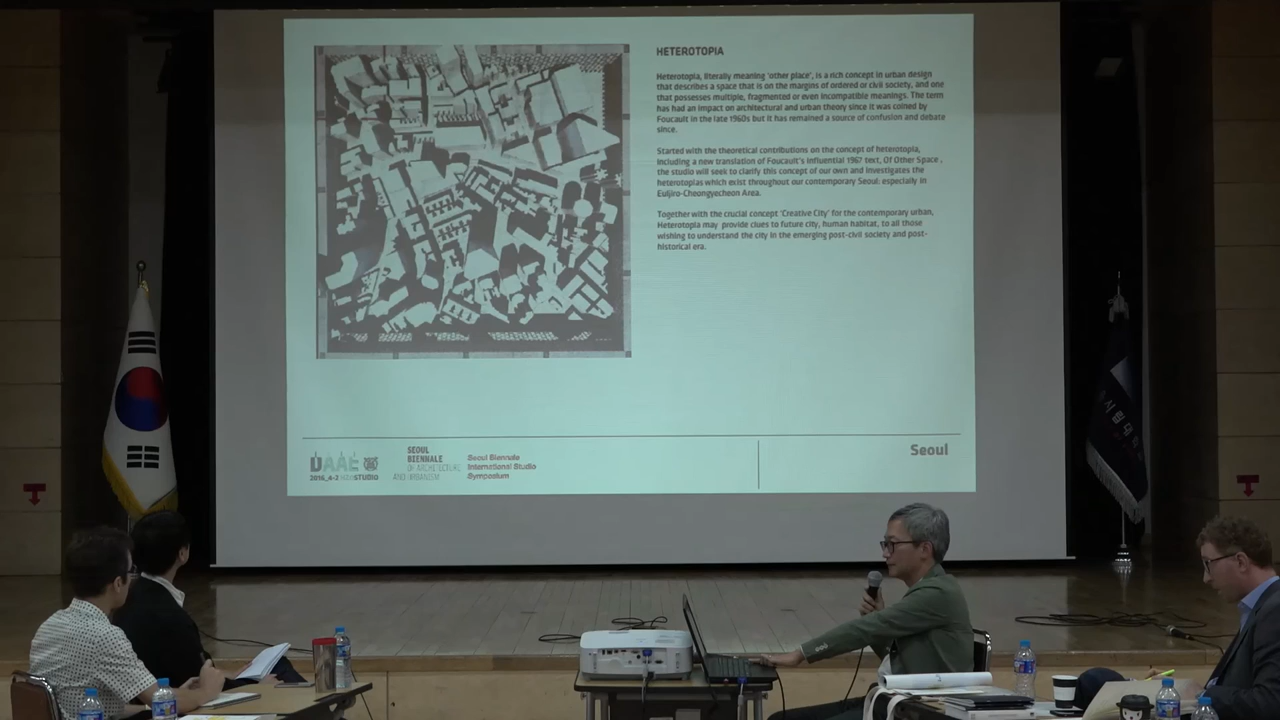 HETEROTOPIA
Heterotopia, literally meaning 'other place', is a rich concept in urban design
that describes a space that is on the margins of ordered or civil society, and one
that possesses multiple, fragmented or even incompatible meanings. The term
has had an impact on architectural and urban theory since it was coined by
Foucault in the late 1960s but it has remained a source of confusion and debate
since.
Started with the theoretical contributions on the concept of heterotopia,
including a new translation of Foucault's influential 1967 text, Of Other Space ,
the studio will seek to clarify this concept of our own and investigates the
heterotopias which exist throughout our contemporary Seoul: especially in
Euljiro-Cheongyecheon Area.
Together with the crucial concept 'Creative City' for the contemporary urban,
Heterotopia may provide clues to future city, human habitat, to all those
wishing to understand the city in the emerging post-civil society and post-
historical era.
UAAL
2016_4-2 STUDIO
SEOUL
BIENNALE
OF ARCHITECTURE
AND URBANISM
Seoul Biennale
International Studio
Symposium
Seoul
시립대